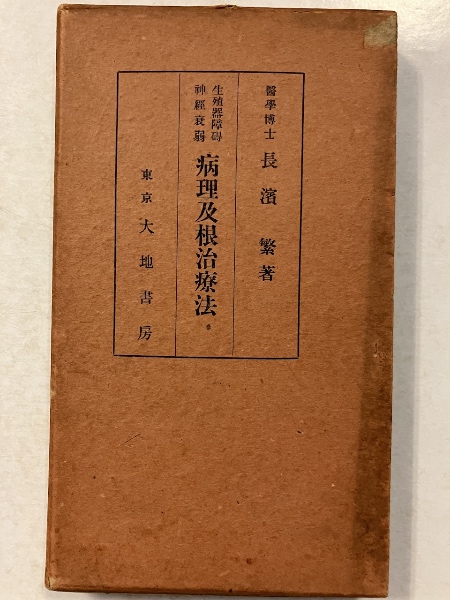 醫學博士 長濱 繁著
生殖器障碍
神經衰弱
病理及根治療法
東京 大地書房